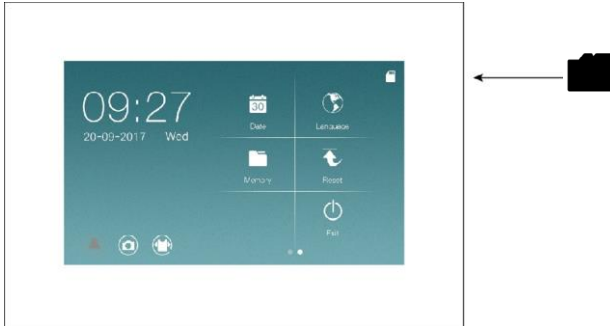 09:27
20-09-2017 Wed
30
Date
Language
Memory
Reset
Exit